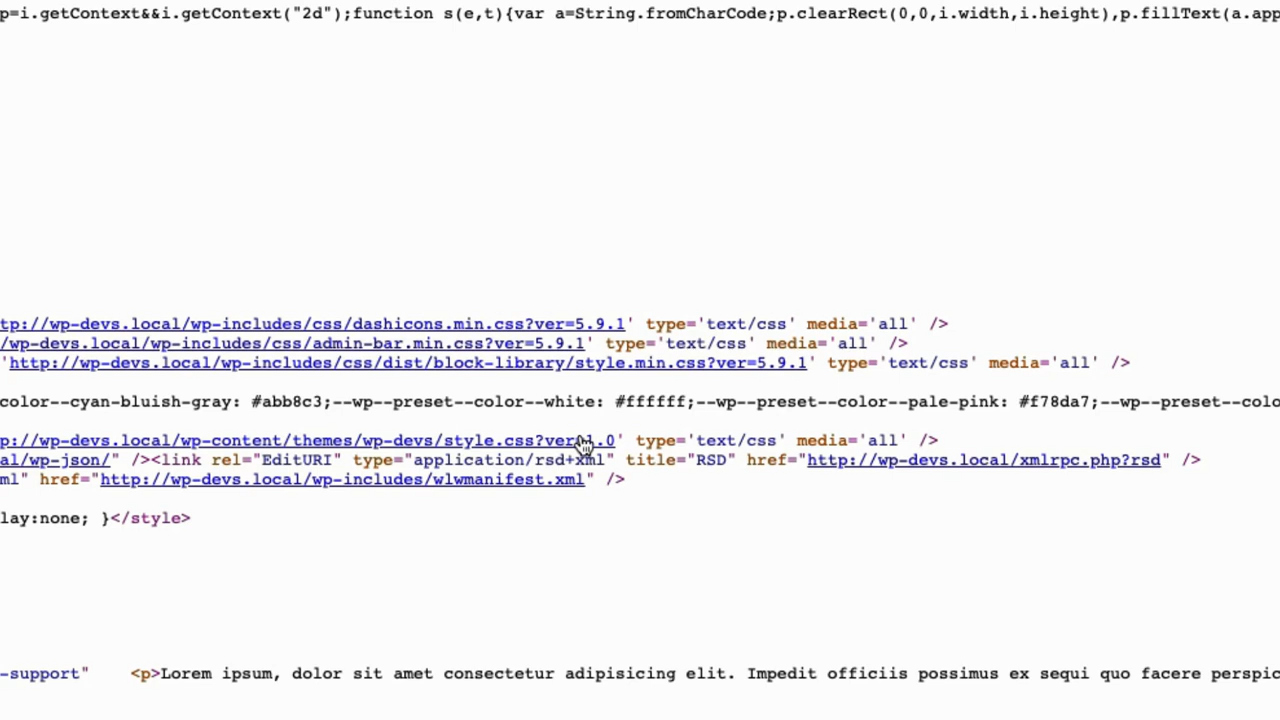 p=i.getContext&&i.getContext("2d");function s(e,t){var a=String.fromCharCode;p.clearRect(0,0,i.width,i.height),p.fillText(a.app
tp://wp-devs.local/wp-includes/css/dashicons.min.css?ver=5.9.1' type='text/css' media='all' />
/wp-devs.local/wp-includes/css/admin-bar.min.css?ver=5.9.1' type='text/css' media='all' />
'http://wp-devs.local/wp-includes/css/dist/block-library/style.min.css?ver=5.9.1' type='text/css' media='all' />
color--cyan-bluish-gray: #abb8c3;--wp--preset--color--white: #ffffff;--wp--preset--color--pale-pink: #f78da7;--wp--preset--colo
p://wp-devs.local/wp-content/themes/wp-devs/style.css?ver=1.0' type='text/css' media='all' />
al/wp-json/" /><link rel="EditURI" type="application/rsd+xml" title="RSD" href="http://wp-devs.local/xmlrpc.php?rsd" />
ml" href="http://wp-devs.local/wp-includes/wlwmanifest.xml" />
lay:none; }</style>
-support" <p>Lorem ipsum, dolor sit amet consectetur adipisicing elit. Impedit officiis possimus ex sequi quo facere perspic